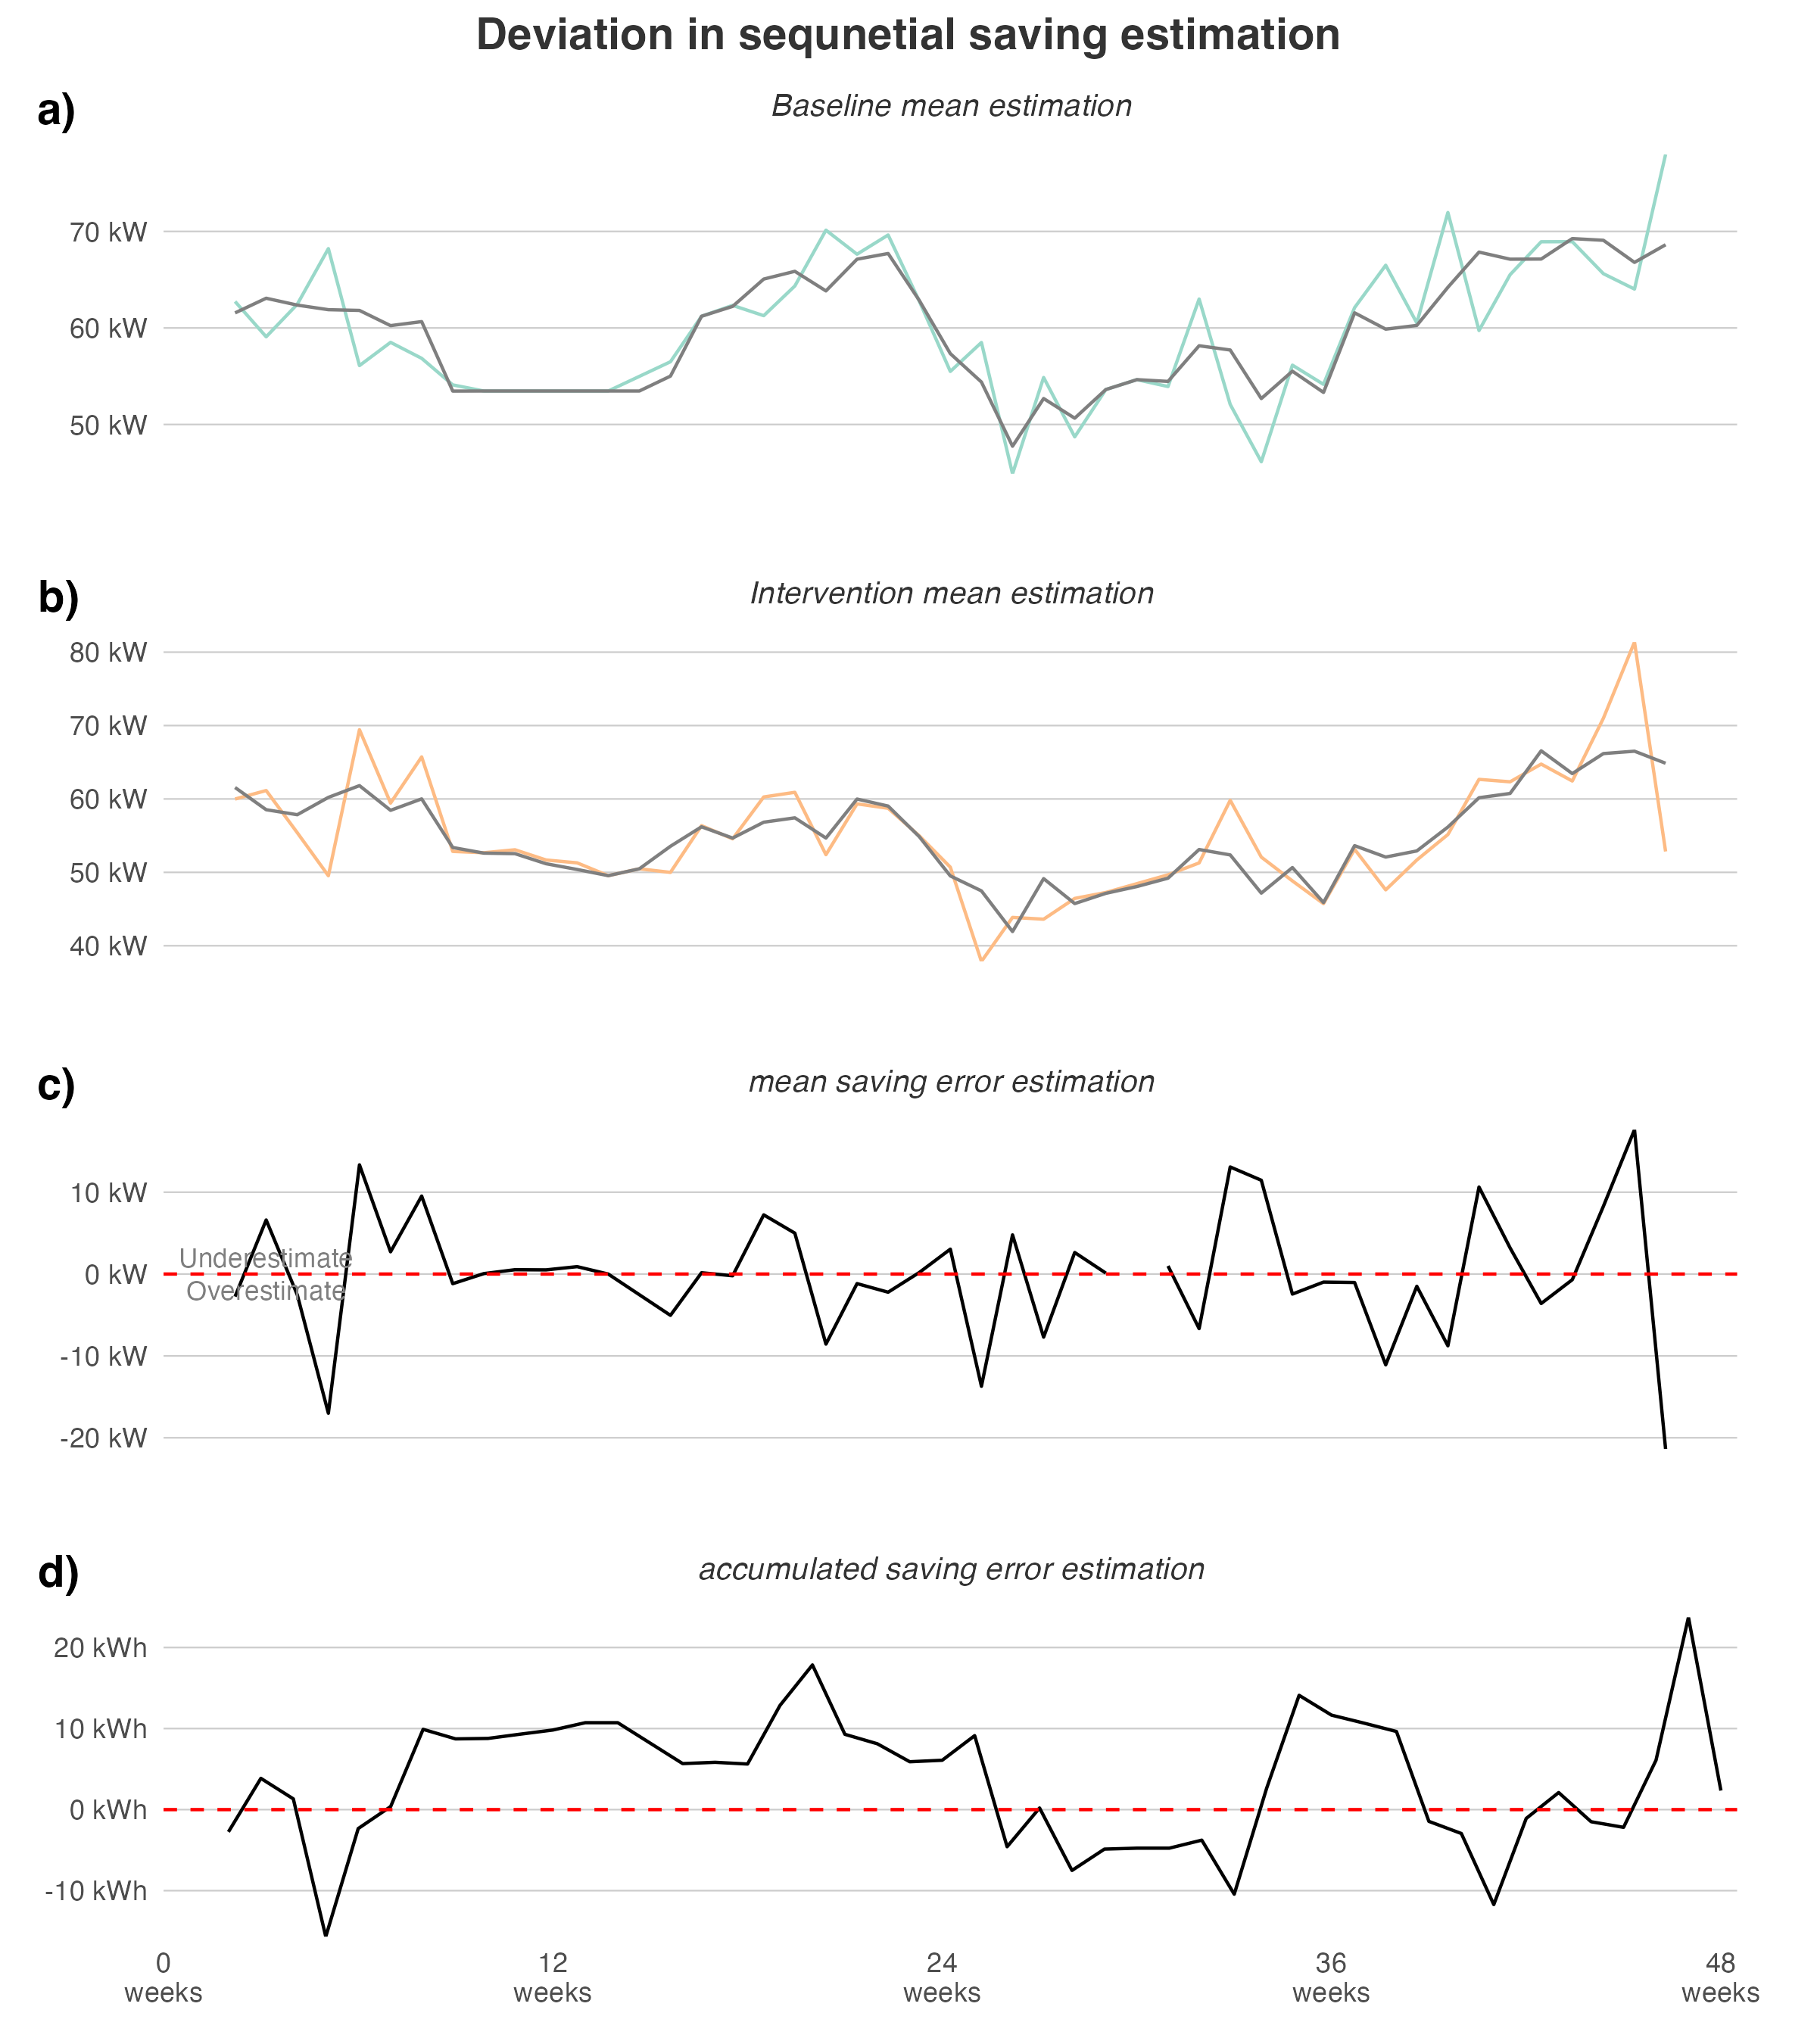 Deviation in sequnetial saving estimation
a)
Baseline mean estimation
70 kW
60 kW
50 kW
b)
Intervention mean estimation
80 kW
70 kW
60 kW
50 kW
40 kW
c)
mean saving error estimation
10 kW
Underestimate
0 kW
Overestimate
-10 kW
-20 kW
d)
accumulated saving error estimation
20 kWh
10 kWh
0 kWh
-10 kWh
0 12 24 36 48
weeks weeks weeks weeks weeks